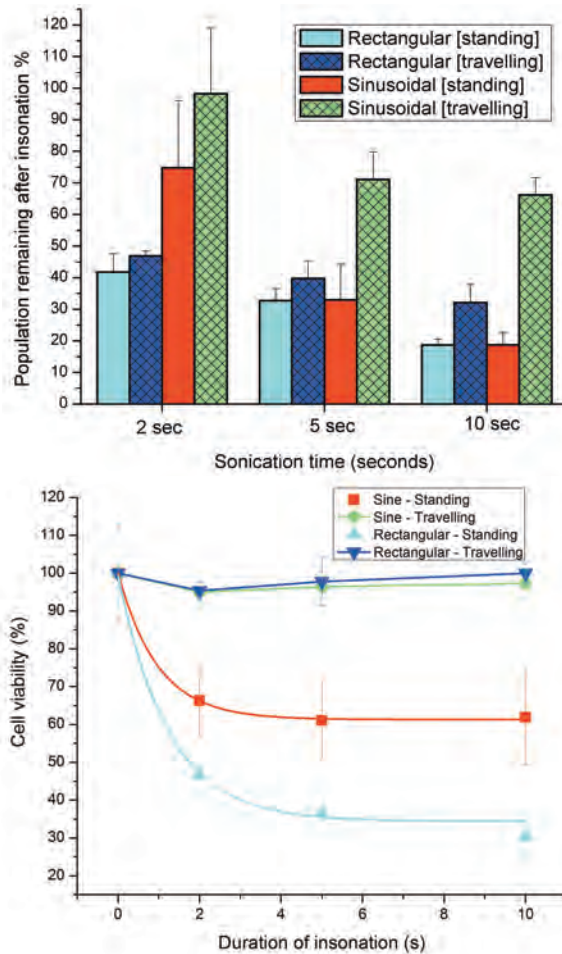 120
110
100
90
80
70
60
50
40
30
20
10
0
Population remaining after insonation %
Rectangular [standing]
Rectangular [travelling]
Sinusoidal [standing]
Sinusoidal [travelling]
2 sec
5 sec
10 sec
Sonication time (seconds)
120
110
100
90
80
70
60
50
40
30
20
Cell viability (%)
Sine - Standing
Sine - Travelling
Rectangular - Standing
Rectangular - Travelling
0
2
4
6
8
10
Duration of insonation (s)